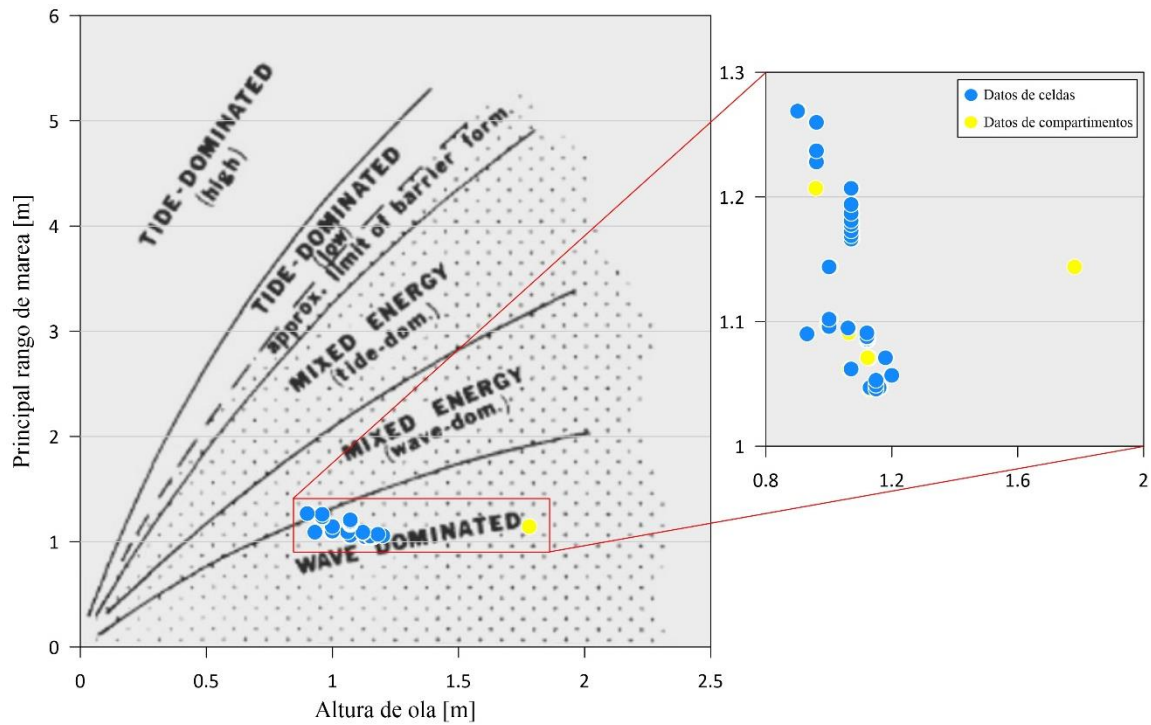 6
5
4
3
2
1
0
Principal rango de marea [m]
0
0.5
1
1.5
2
2.5
Altura de ola [m]
TIDE-DOMINATED
(high)
TIDE-DOMINATED
(low)
approx. limit of barrier form.
MIXED ENERGY
(tide-dom.)
MIXED ENERGY
(wave-dom.)
WAVE DOMINATED
1.3
1.2
1.1
1
0.8
1.2
1.6
2
Datos de celdas
Datos de compartimentos